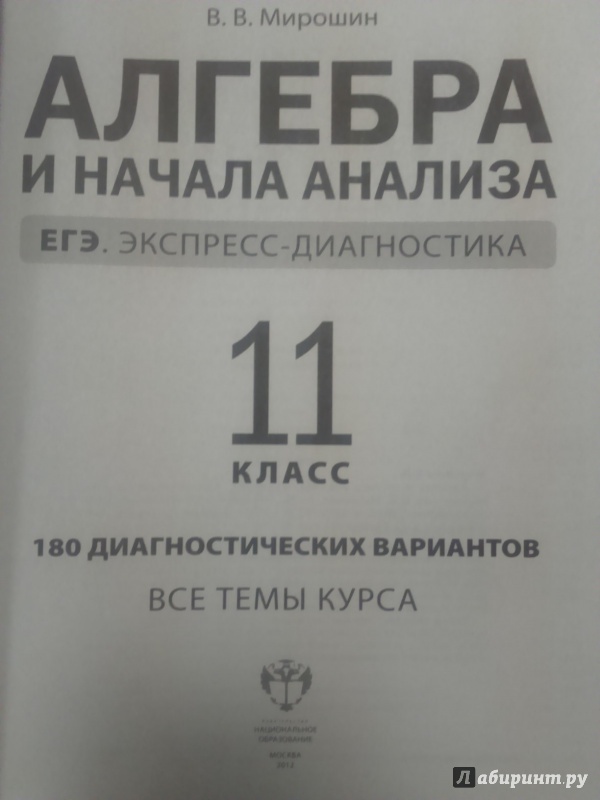 В. В. Мирошин
АЛГЕБРА
И НАЧАЛА АНАЛИЗА
ЕГЭ. ЭКСПРЕСС-ДИАГНОСТИКА
11
КЛАСС
180 ДИАГНОСТИЧЕСКИХ ВАРИАНТОВ
ВСЕ ТЕМЫ КУРСА
НАЦИОНАЛЬНОЕ
ОБРАЗОВАНИЕ
МОСКВА
2012
Лабиринт.ру